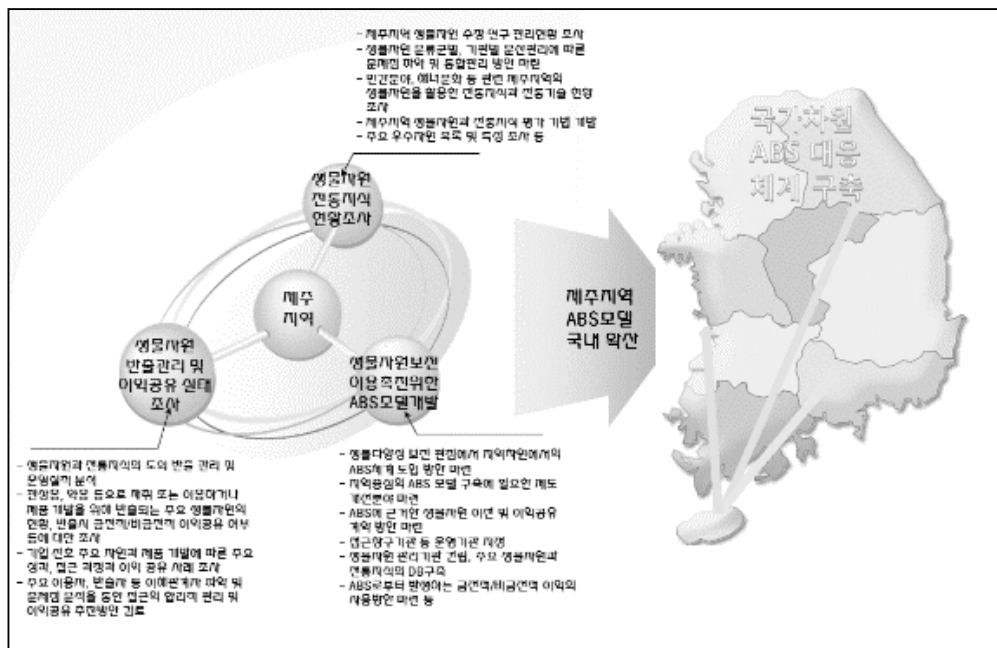 - 제주지역 생물자원 수집 연구 관리현황 조사
- 생물자원 분류군별, 기관별 분산관리에 따른
문제점 파악 및 통합관리 방안 마련
- 민간분야, 에너문화 등 관련 제주지역의
생물자원을 활용한 전통지식과 전통기술 현황
조사
- 제주지역 생물자원과 전통지식 평가 기법 개발
- 주요 우수자원 목록 및 특성 조사 등
생물자원
전통지식
현황조사
제주
지역
생물자원
반출관리 및
이익공유 실태
조사
생물자원보전
이용촉진위한
ABS모델개발
- 생물자원과 전통지식의 도외 반출 관리 및
운영실적 분석
- 관상용, 약용 등으로 채취 또는 이용하거나
제품 개발을 위해 반출되는 주요 생물자원의
현황, 반출시 금전적/비금전적 이익공유 여부
등에 대한 조사
- 기업 선호 주요 자원과 제품 개발에 따른 주요
성과, 접근 과정과 이익 공유 사례 조사
- 주요 이용자, 반출자 등 이해관계자 파악 및
문제점 분석을 통한 접근의 합리적 관리 및
이익공유 추진방안 검토
- 생물다양성 보전 관점에서 지역차원에서의
ABS체계 도입 방안 마련
- 지역중심의 ABS 모델 구축에 필요한 제도
개선분야 마련
- ABS에 근거한 생물자원 이전 및 이익공유
계약 방안 마련
- 접근창구기관 등 운영기관 지정
- 생물자원 관리기관 건립, 주요 생물자원과
전통지식의 DB구축
- ABS로부터 발생하는 금전적/비금전적 이익의
사용방안 마련 등
제주지역
ABS모델
국내 확산
국가차원
ABS 대응
체계 구축